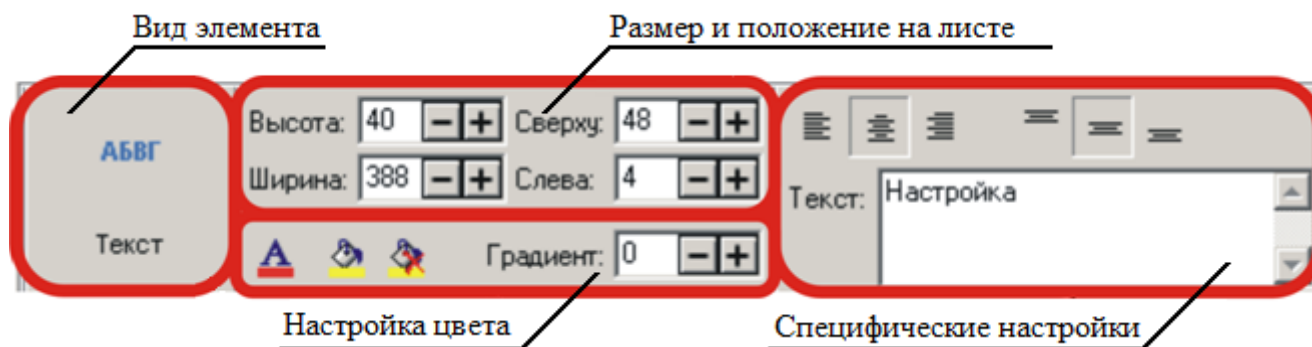 Вид элемента
Размер и положение на листе
АБВГ
Текст
Высота: 40 Сверху: 48
Ширина: 388 Слева: 4
Градиент: 0
Текст: Настройка
Настройка цвета
Специфические настройки